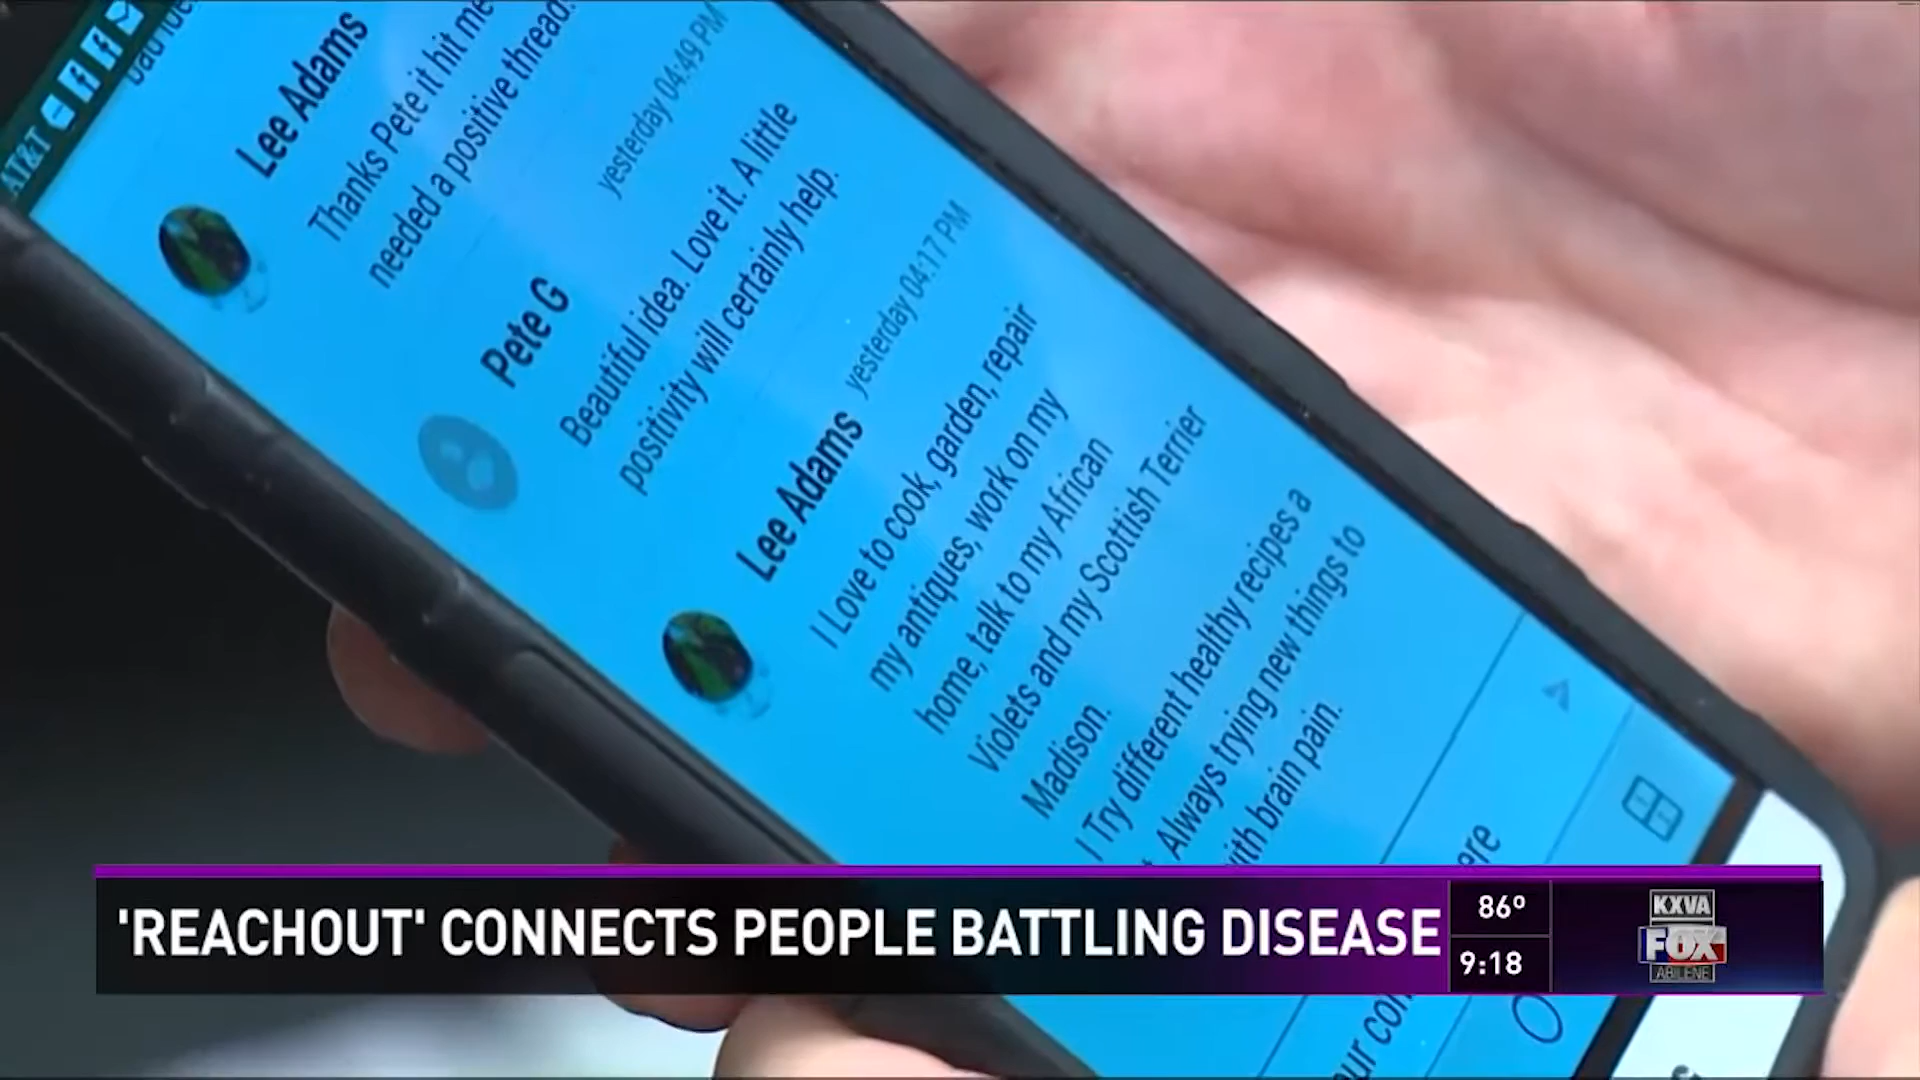 AT&T
Lee Adams
Thanks Pete it hit me
needed a positive thread.
yesterday 04:49 PM
Pete G
Beautiful idea. Love it. A little
positivity will certainly help.
yesterday 04:17 PM
Lee Adams
I Love to cook, garden, repair
my antiques, work on my
home, talk to my African
Violets and my Scottish Terrier
Madison.
I Try different healthy recipes a
Always trying new things to
with brain pain.
'REACHOUT' CONNECTS PEOPLE BATTLING DISEASE
86°
9:18
KXVA
FOX
ABILENE